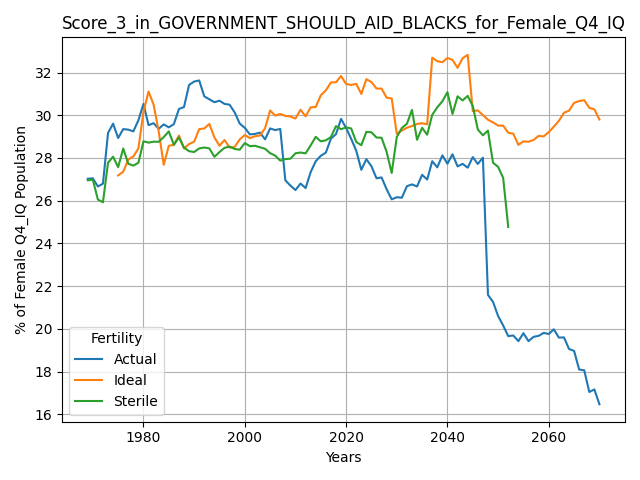 Score_3_in_GOVERNMENT_SHOULD_AID_BLACKS_for_Female_Q4_IQ
% of Female Q4_IQ Population
32
30
28
26
24
22
20
18
16
Fertility
Actual
Ideal
Sterile
1980
2000
2020
2040
2060
Years